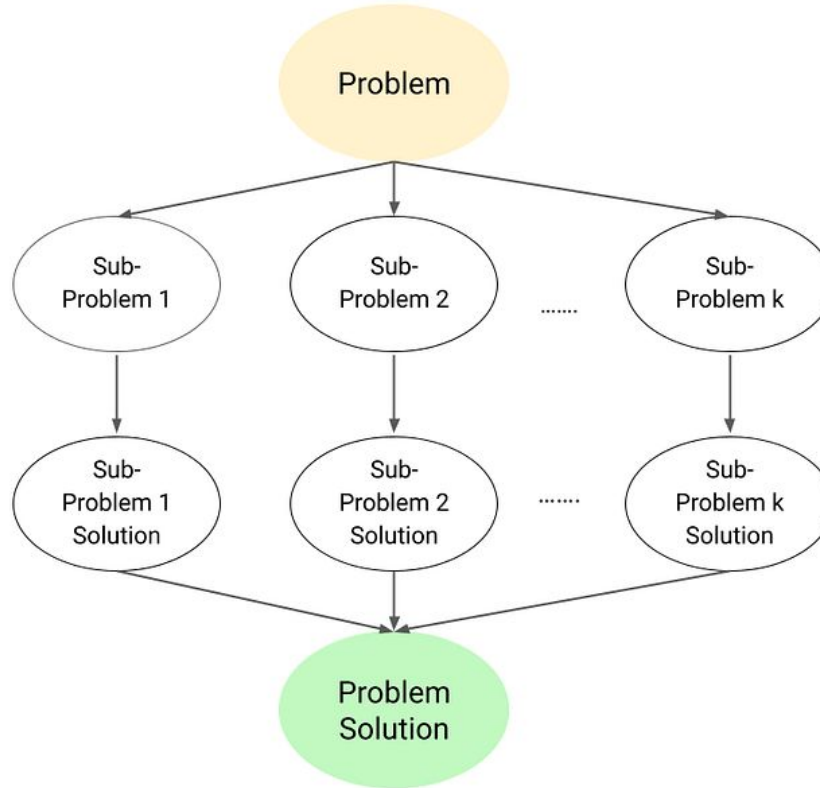 Problem
Sub-
Problem 1
Sub-
Problem 2
.......
Sub-
Problem k
Sub-
Problem 1
Solution
Sub-
Problem 2
Solution
.......
Sub-
Problem k
Solution
Problem
Solution